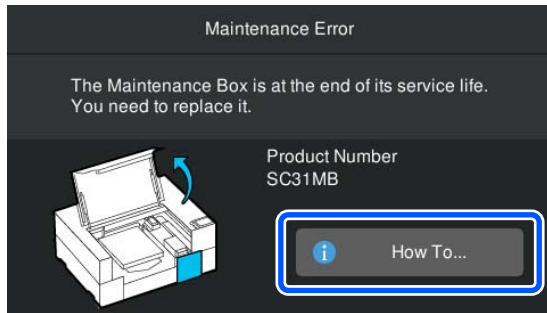 Maintenance Error
The Maintenance Box is at the end of its service life.
You need to replace it.
Product Number
SC31MB
How To...